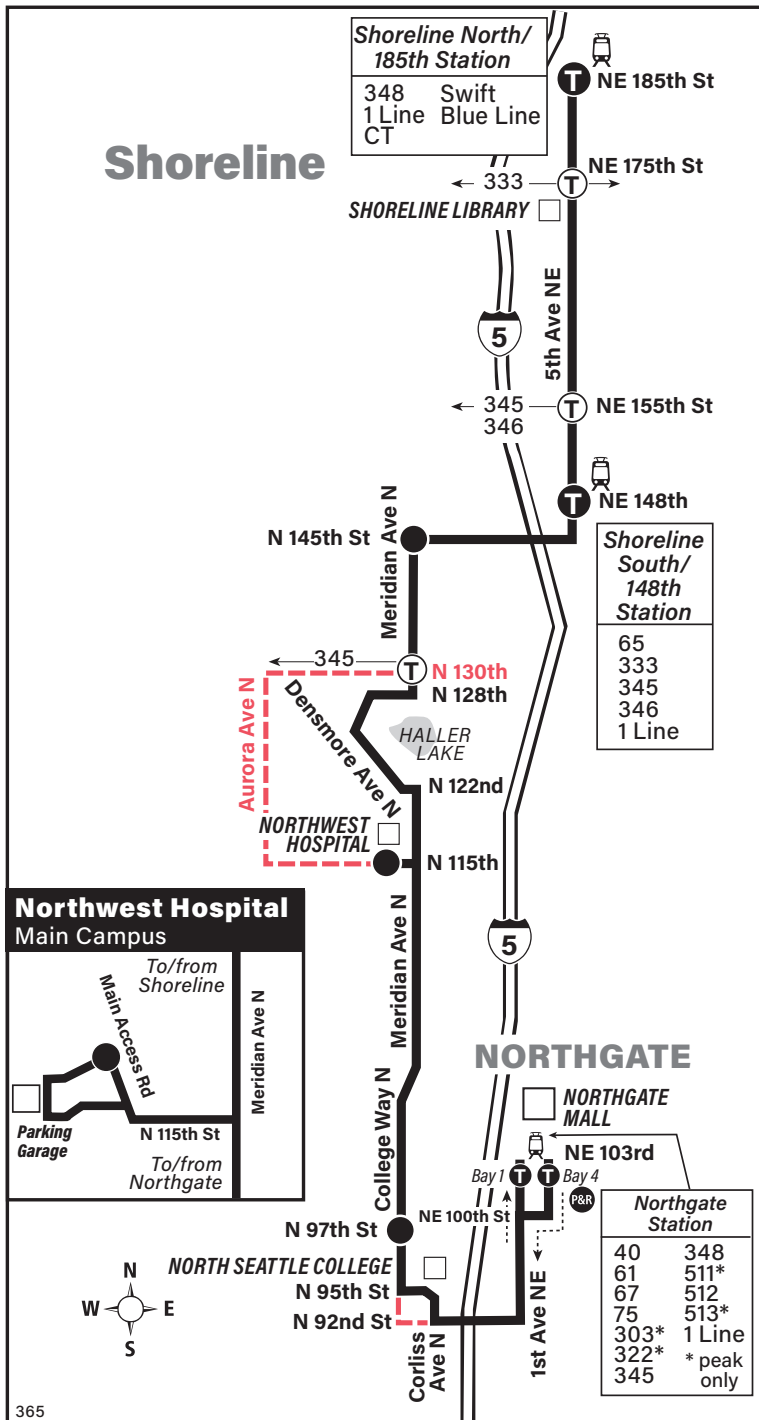 Shoreline North/
185th Station
348 Swift
1 Line Blue Line
CT
T NE 185th St
Shoreline
NE 175th St
333 T
SHORELINE LIBRARY
5th Ave NE
5
345 T NE 155th St
346
T NE 148th
N 145th St
Meridian Ave N
Shoreline
South/
148th
Station
65
333
345
346
1 Line
345 T N 130th
N 128th
Aurora Ave N
Densmore Ave N
HALLER
LAKE
N 122nd
NORTHWEST
HOSPITAL
N 115th
Northwest Hospital
Main Campus
To/from
Shoreline
Main Access Rd
Meridian Ave N
Parking
Garage
N 115th St
To/from
Northgate
Meridian Ave N
5
College Way N
NORTHGATE
NORTHGATE
MALL
NE 103rd
Bay 1 T T Bay 4
P&R
NE 100th St
N 97th St
NORTH SEATTLE COLLEGE
N 95th St
N 92nd St
Corliss
Ave N
1st Ave NE
Northgate
Station
40 348
61 511*
67 512
75 513*
303* 1 Line
322* * peak
345 only
N
W E
S
365